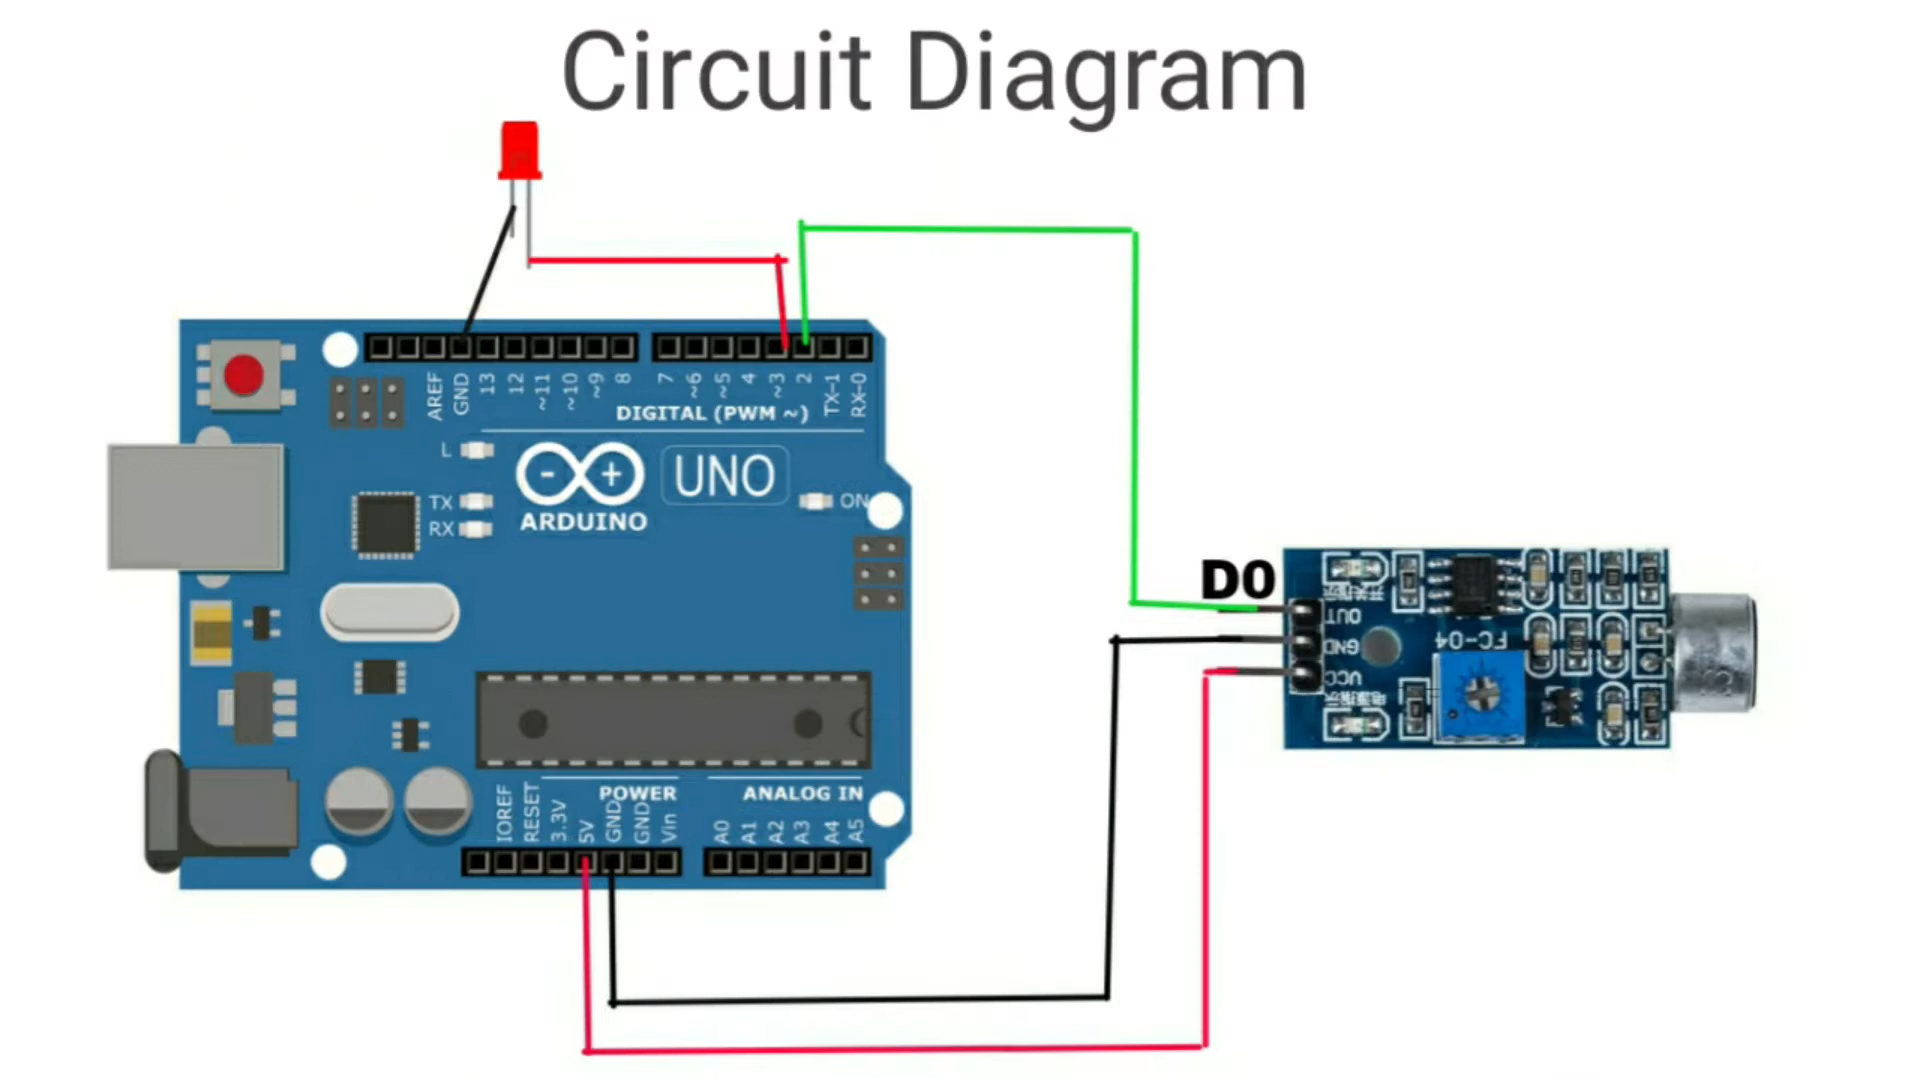 Circuit Diagram
AREF
GND
13
12
~11
~10
~9
8
7
~6
~5
4
~3
2
TX-1
RX-0
DIGITAL (PWM ~)
L
TX
RX
- +
ARDUINO
UNO
ON
D0
OUT
GND
VCC
FC-04
POWER
ANALOG IN
IOREF
RESET
3.3V
5V
GND
GND
Vin
A0
A1
A2
A3
A4
A5